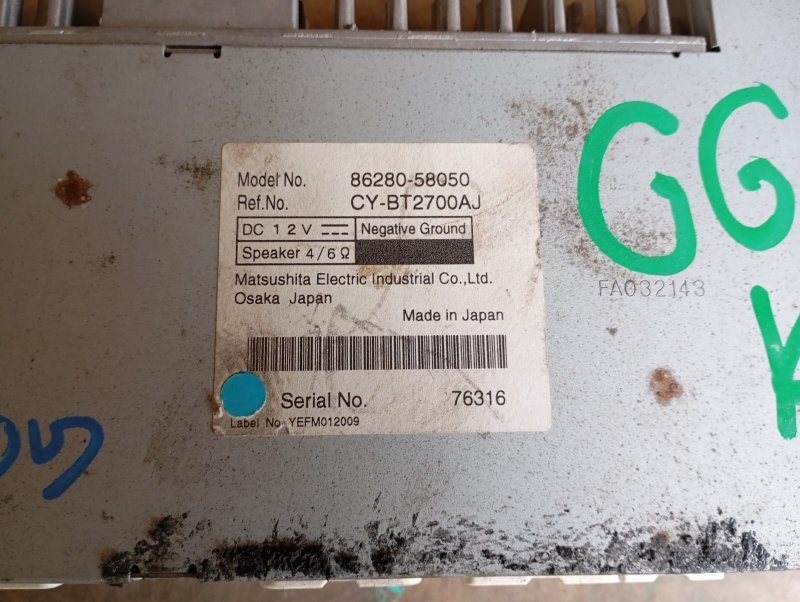 Model No. 86280-58050
Ref.No. CY-BT2700AJ
DC 12V Negative Ground
Speaker 4/6Ω
Matsushita Electric Industrial Co.,Ltd.
Osaka Japan
Made in Japan
Serial No. 76316
Label No. YEFM012009
GG
FA032143
K